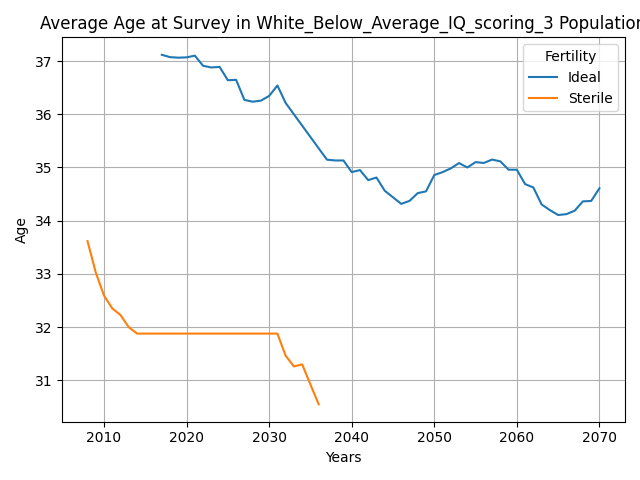 Average Age at Survey in White_Below_Average_IQ_scoring_3 Population
Fertility
Ideal
Sterile
37
36
35
34
33
32
31
Age
2010 2020 2030 2040 2050 2060 2070
Years